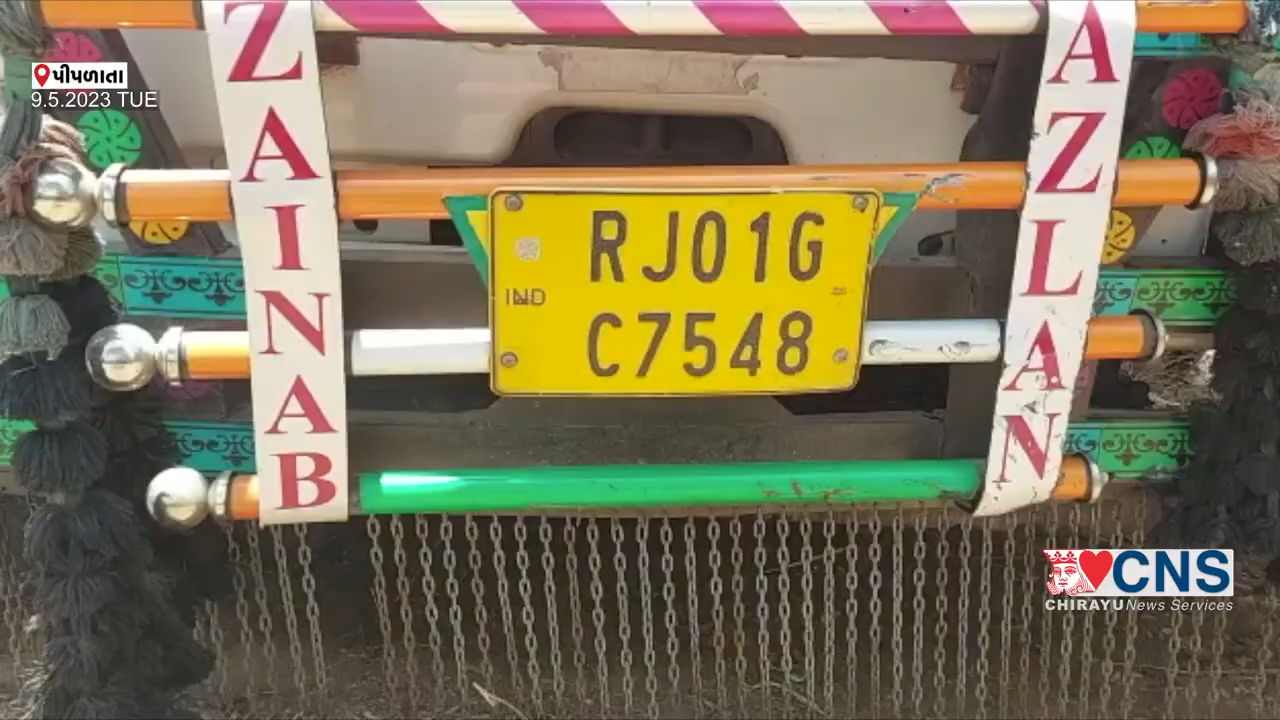 પીપળાતા
9.5.2023 TUE
ZAINAB
AZLAN
RJ01G
IND
C7548
CNS
CHIRAYU News Services